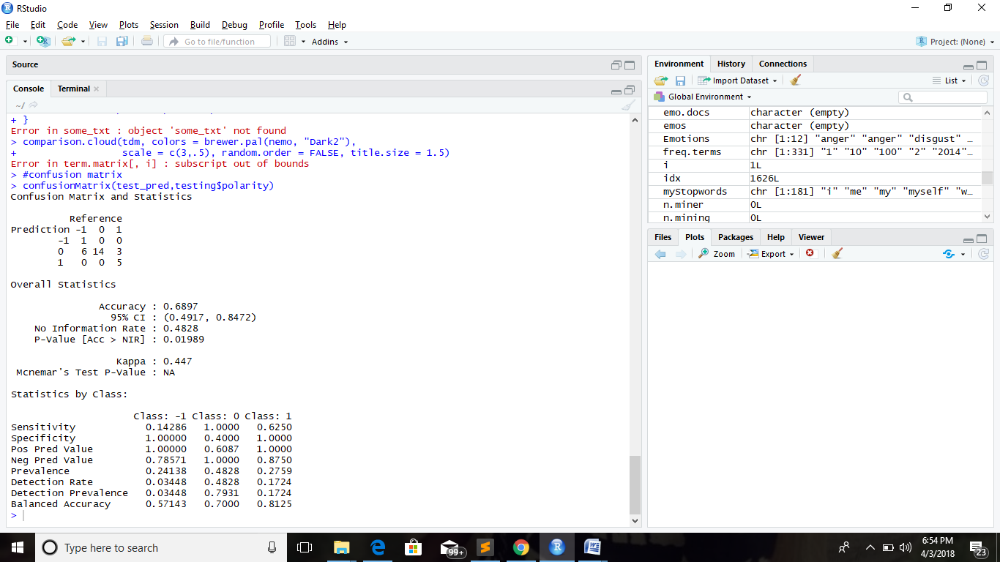 RStudio
File Edit Code View Plots Session Build Debug Profile Tools Help
Go to file/function Addins Project: (None)
Source
Console Terminal
~/
+ }
Error in some_txt : object 'some_txt' not found
> comparison.cloud(tdm, colors = brewer.pal(nemo, "Dark2"),
+                  scale = c(3,.5), random.order = FALSE, title.size = 1.5)
Error in term.matrix[, i] : subscript out of bounds
> #confusion matrix
> confusionMatrix(test_pred,testing$polarity)
Confusion Matrix and Statistics
Reference
Prediction -1 0 1
-1 1 0 0
0 6 14 3
1 0 0 5
Overall Statistics
Accuracy : 0.6897
95% CI : (0.4917, 0.8472)
No Information Rate : 0.4828
P-Value [Acc > NIR] : 0.01989
Kappa : 0.447
Mcnemar's Test P-Value : NA
Statistics by Class:
Class: -1 Class: 0 Class: 1
Sensitivity 0.14286 1.0000 0.6250
Specificity 1.00000 0.4000 1.0000
Pos Pred Value 1.00000 0.6087 1.0000
Neg Pred Value 0.78571 1.0000 0.8750
Prevalence 0.24138 0.4828 0.2759
Detection Rate 0.03448 0.4828 0.1724
Detection Prevalence 0.03448 0.7931 0.1724
Balanced Accuracy 0.57143 0.7000 0.8125
>
Environment History Connections
Import Dataset List
Global Environment
emo.docs character (empty)
emos character (empty)
Emotions chr [1:12] "anger" "anger" "disgust" …
freq.terms chr [1:331] "1" "10" "100" "2" "2014"…
i 1L
idx 1626L
myStopwords chr [1:181] "i" "me" "my" "myself" "w…
n.miner 0L
n.mining 0L
Files Plots Packages Help Viewer
Zoom Export
Type here to search
99+
6:54 PM
4/3/2018
23